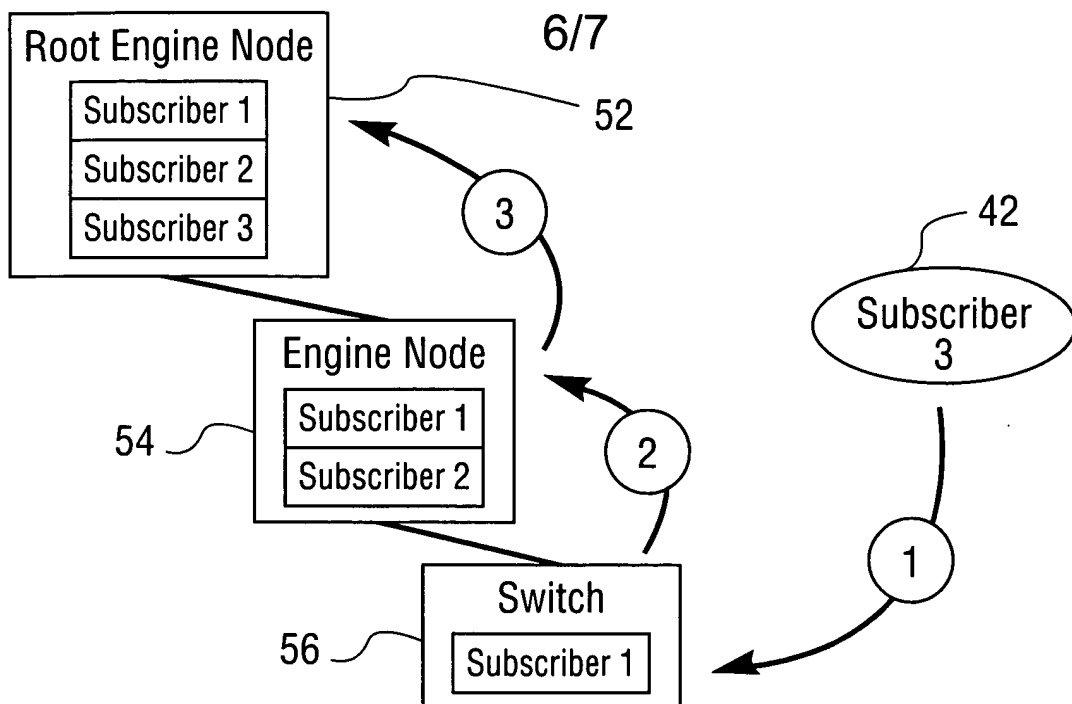 6/7
Root Engine Node
Subscriber 1
Subscriber 2
Subscriber 3
52
3
42
Subscriber
3
Engine Node
Subscriber 1
Subscriber 2
54
2
1
Switch
Subscriber 1
56